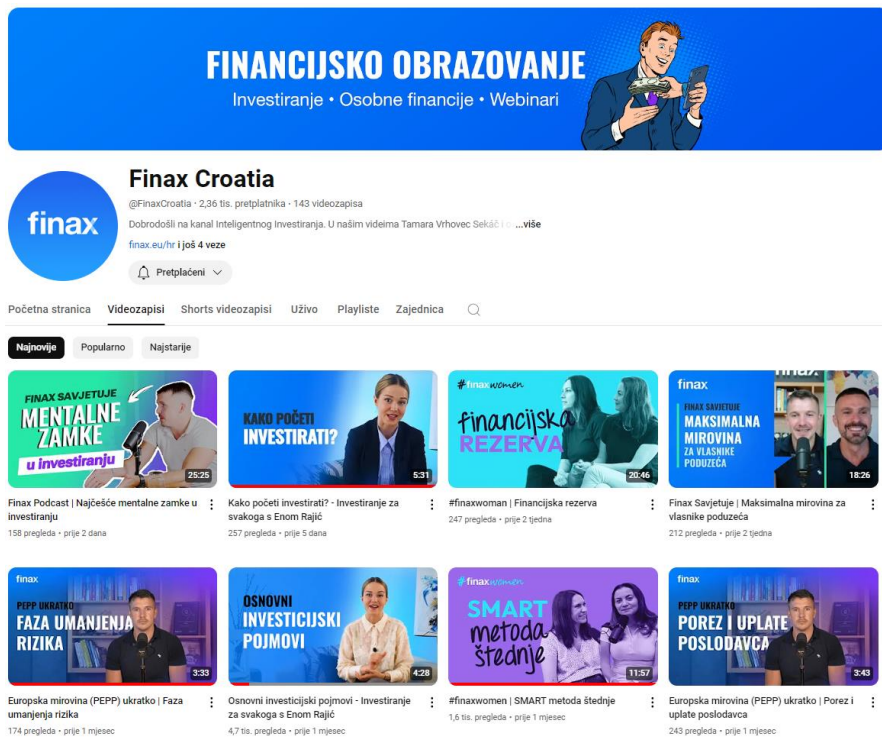 FINANCIJSKO OBRAZOVANJE
Investiranje • Osobne financije • Webinari
finax
Finax Croatia
@FinaxCroatia · 2,36 tis. pretplatnika · 143 videozapisa
Dobrodošli na kanal Inteligentnog Investiranja. U našim videima Tamara Vrhovec Sekáč i ...više
finax.eu/hr i još 4 veze
Pretplaćeni
Početna stranica Videozapisi Shorts videozapisi Uživo Playliste Zajednica
Najnovije Popularno Najstarije
FINAX SAVJETUJE
MENTALNE
ZAMKE
u investiranju
25:25
Finax Podcast | Najčešće mentalne zamke u
investiranju
158 pregleda • prije 2 dana
KAKO POČETI
INVESTIRATI?
5:31
Kako početi investirati? - Investiranje za
svakoga s Enom Rajić
257 pregleda • prije 5 dana
#finaxwomen
financijska
REZERVA
20:46
#finaxwoman | Financijska rezerva
247 pregleda • prije 2 tjedna
finax
FINAX SAVJETUJE
MAKSIMALNA
MIROVINA
ZA VLASNIKE
PODUZEĆA
18:26
Finax Savjetuje | Maksimalna mirovina za
vlasnike poduzeća
212 pregleda • prije 2 tjedna
finax
PEPP UKRATKO
FAZA UMANJENJA
RIZIKA
3:33
Europska mirovina (PEPP) ukratko | Faza
umanjenja rizika
174 pregleda • prije 1 mjesec
OSNOVNI
INVESTICIJSKI
POJMOVI
4:28
Osnovni investicijski pojmovi - Investiranje
za svakoga s Enom Rajić
4,7 tis. pregleda • prije 1 mjesec
#finaxwomen
SMART
metoda
štednje
11:57
#finaxwomen | SMART metoda štednje
1,6 tis. pregleda • prije 1 mjesec
finax
PEPP UKRATKO
POREZ I UPLATE
POSLODAVCA
3:43
Europska mirovina (PEPP) ukratko | Porez i
uplate poslodavca
243 pregleda • prije 1 mjesec